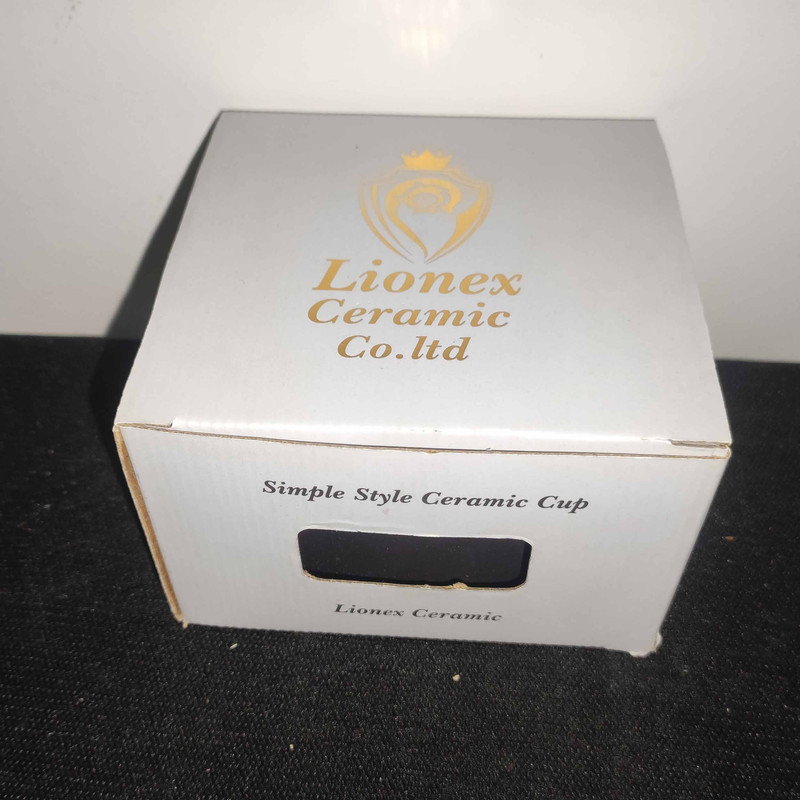 Lionex
Ceramic
Co.ltd
Simple Style Ceramic Cup
Lionex Ceramic